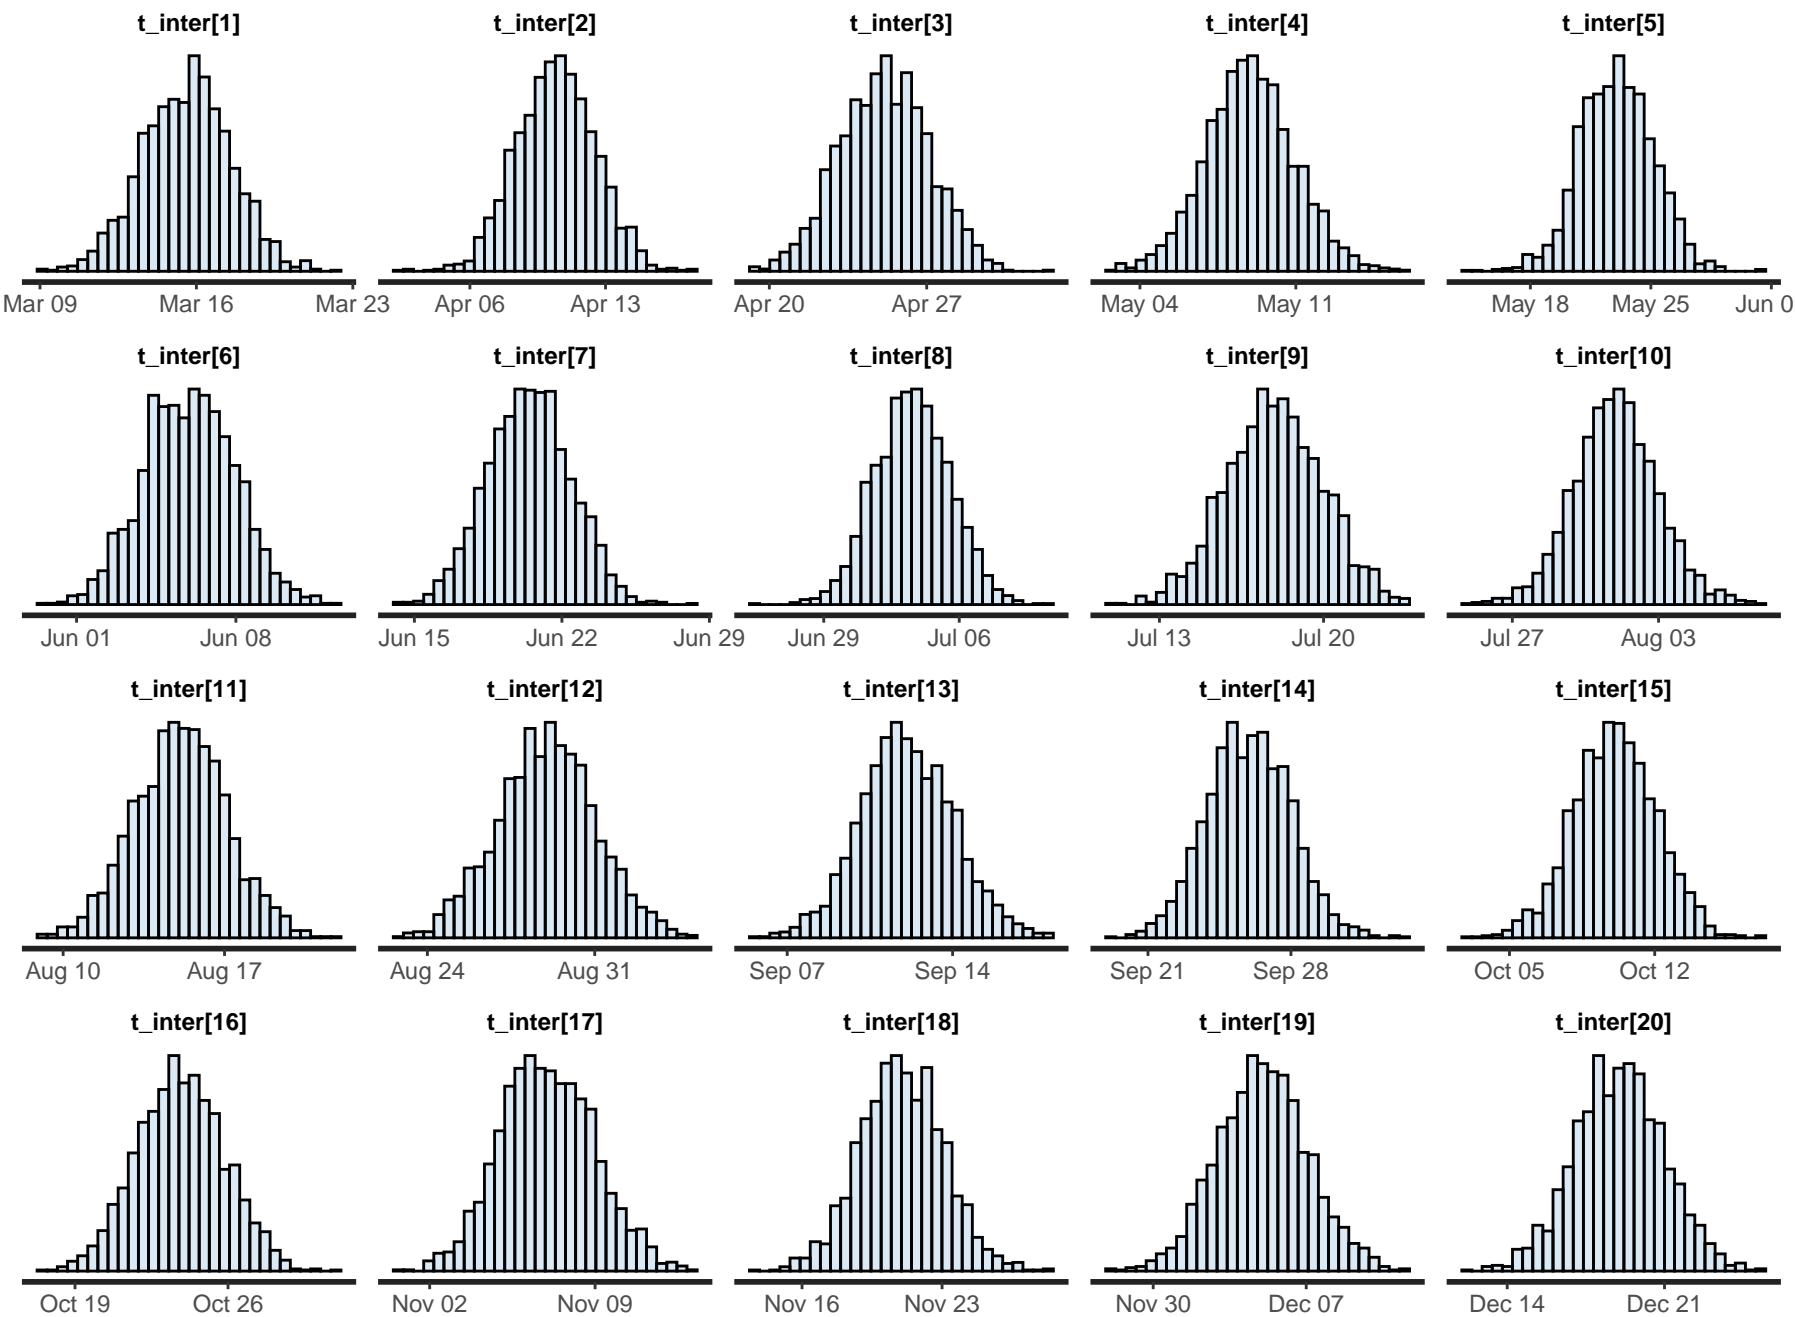 t_inter[1] t_inter[2] t_inter[3] t_inter[4] t_inter[5]
Mar 09 Mar 16 Mar 23 Apr 06 Apr 13 Apr 20 Apr 27 May 04 May 11 May 18 May 25 Jun 0
t_inter[6] t_inter[7] t_inter[8] t_inter[9] t_inter[10]
Jun 01 Jun 08 Jun 15 Jun 22 Jun 29 Jun 29 Jul 06 Jul 13 Jul 20 Jul 27 Aug 03
t_inter[11] t_inter[12] t_inter[13] t_inter[14] t_inter[15]
Aug 10 Aug 17 Aug 24 Aug 31 Sep 07 Sep 14 Sep 21 Sep 28 Oct 05 Oct 12
t_inter[16] t_inter[17] t_inter[18] t_inter[19] t_inter[20]
Oct 19 Oct 26 Nov 02 Nov 09 Nov 16 Nov 23 Nov 30 Dec 07 Dec 14 Dec 21